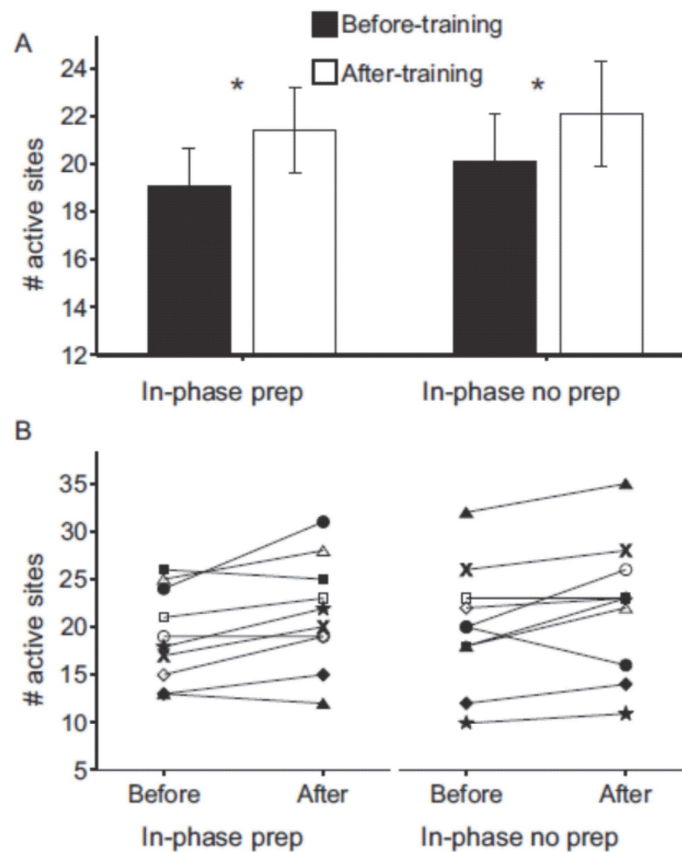 A
Before-training
After-training
*
*
# active sites
24
22
20
18
16
14
12
In-phase prep
In-phase no prep
B
# active sites
35
30
25
20
15
10
5
Before
After
Before
After
In-phase prep
In-phase no prep